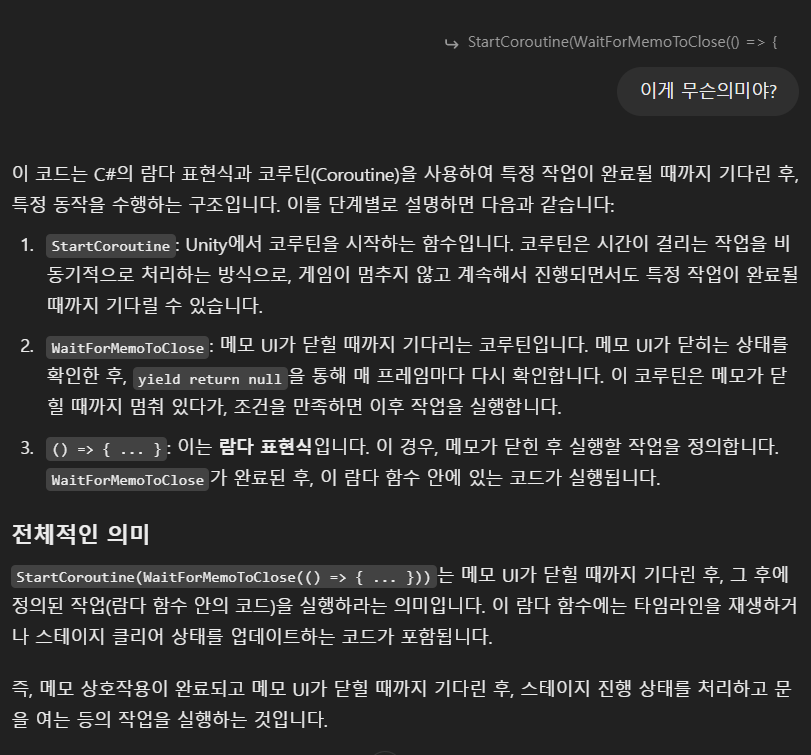 StartCoroutine(WaitForMemoToClose(() => {
이게 무슨의미야?
이 코드는 C#의 람다 표현식과 코루틴(Coroutine)을 사용하여 특정 작업이 완료될 때까지 기다린 후,
특정 동작을 수행하는 구조입니다. 이를 단계별로 설명하면 다음과 같습니다:
1. StartCoroutine: Unity에서 코루틴을 시작하는 함수입니다. 코루틴은 시간이 걸리는 작업을 비
동기적으로 처리하는 방식으로, 게임이 멈추지 않고 계속해서 진행되면서도 특정 작업이 완료될
때까지 기다릴 수 있습니다.
2. WaitForMemoToClose: 메모 UI가 닫힐 때까지 기다리는 코루틴입니다. 메모 UI가 닫히는 상태를
확인한 후, yield return null을 통해 매 프레임마다 다시 확인합니다. 이 코루틴은 메모가 닫
힐 때까지 멈춰 있다가, 조건을 만족하면 이후 작업을 실행합니다.
3. () => { ... }: 이는 람다 표현식입니다. 이 경우, 메모가 닫힌 후 실행할 작업을 정의합니다.
WaitForMemoToClose가 완료된 후, 이 람다 함수 안에 있는 코드가 실행됩니다.
전체적인 의미
StartCoroutine(WaitForMemoToClose(() => { ... }))는 메모 UI가 닫힐 때까지 기다린 후, 그 후에
정의된 작업(람다 함수 안의 코드)을 실행하라는 의미입니다. 이 람다 함수에는 타임라인을 재생하거
나 스테이지 클리어 상태를 업데이트하는 코드가 포함됩니다.
즉, 메모 상호작용이 완료되고 메모 UI가 닫힐 때까지 기다린 후, 스테이지 진행 상태를 처리하고 문
을 여는 등의 작업을 실행하는 것입니다.